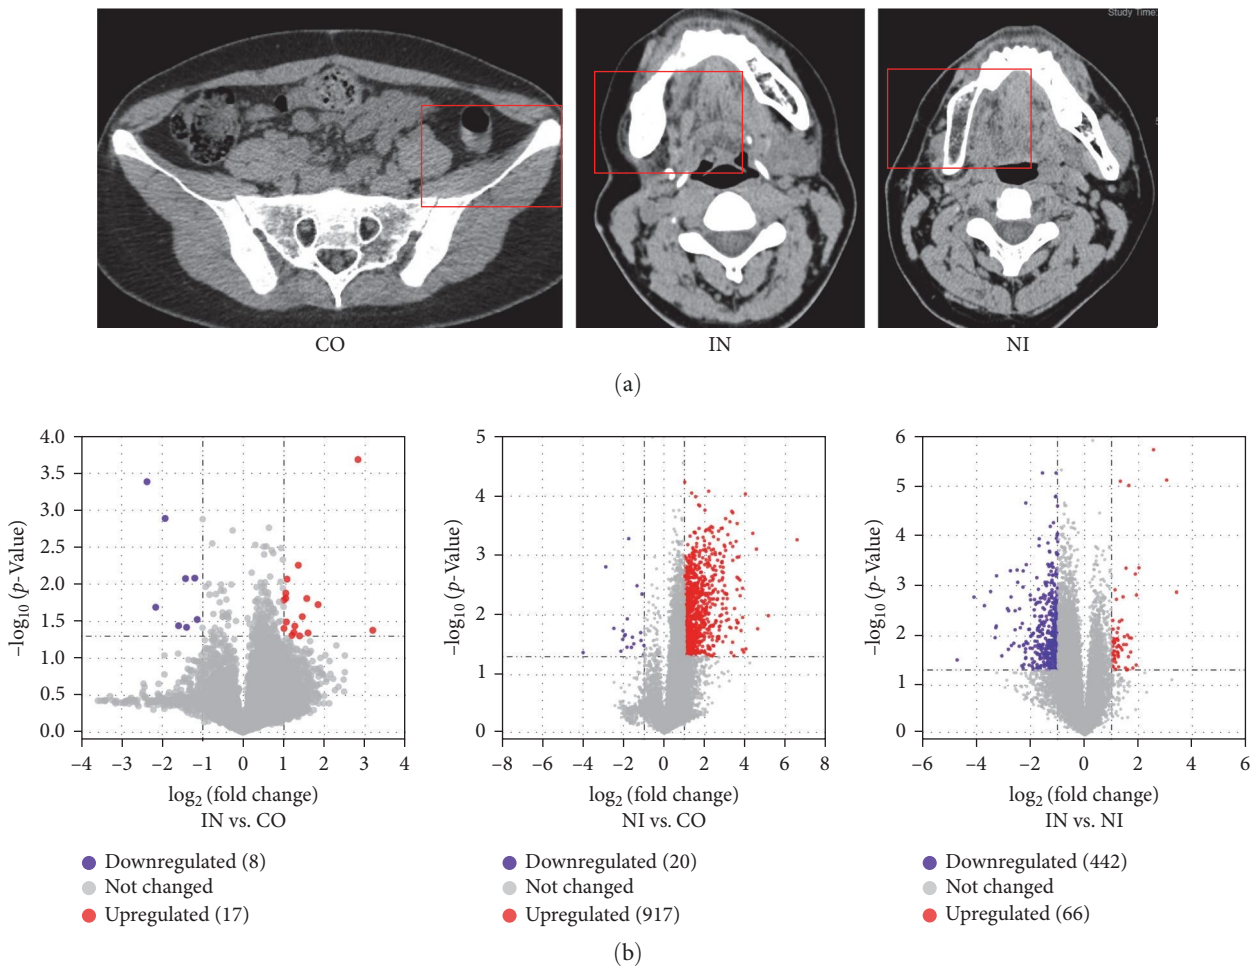 Study Time:
CO
IN
NI
(a)
4.0
3.5
3.0
2.5
2.0
1.5
1.0
0.5
0.0
−log10 (p- Value)
−4 −3 −2 −1 0 1 2 3 4
log2 (fold change)
IN vs. CO
Downregulated (8)
Not changed
Upregulated (17)
5
4
3
2
1
0
−log10 (p- Value)
−8 −6 −4 −2 0 2 4 6 8
log2 (fold change)
NI vs. CO
Downregulated (20)
Not changed
Upregulated (917)
6
5
4
3
2
1
0
−log10 (p- Value)
−6 −4 −2 0 2 4 6
log2 (fold change)
IN vs. NI
Downregulated (442)
Not changed
Upregulated (66)
(b)